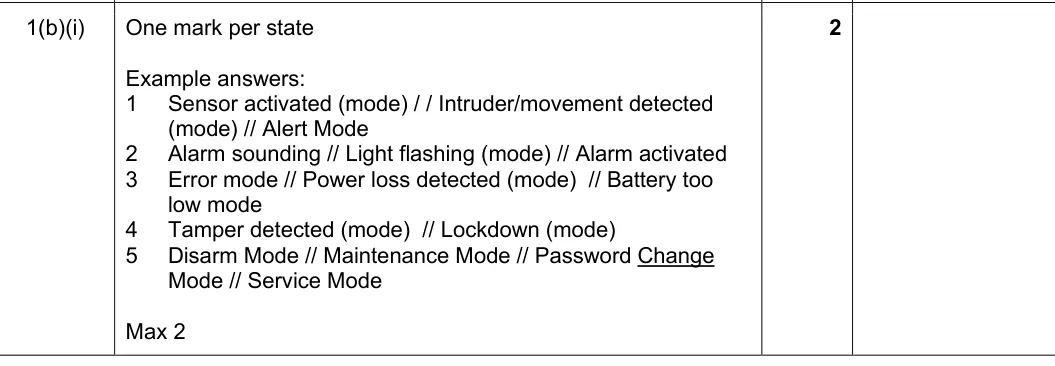 1(b)(i) One mark per state 2
Example answers:
1 Sensor activated (mode) / / Intruder/movement detected
(mode) // Alert Mode
2 Alarm sounding // Light flashing (mode) // Alarm activated
3 Error mode // Power loss detected (mode) // Battery too
low mode
4 Tamper detected (mode) // Lockdown (mode)
5 Disarm Mode // Maintenance Mode // Password Change
Mode // Service Mode
Max 2